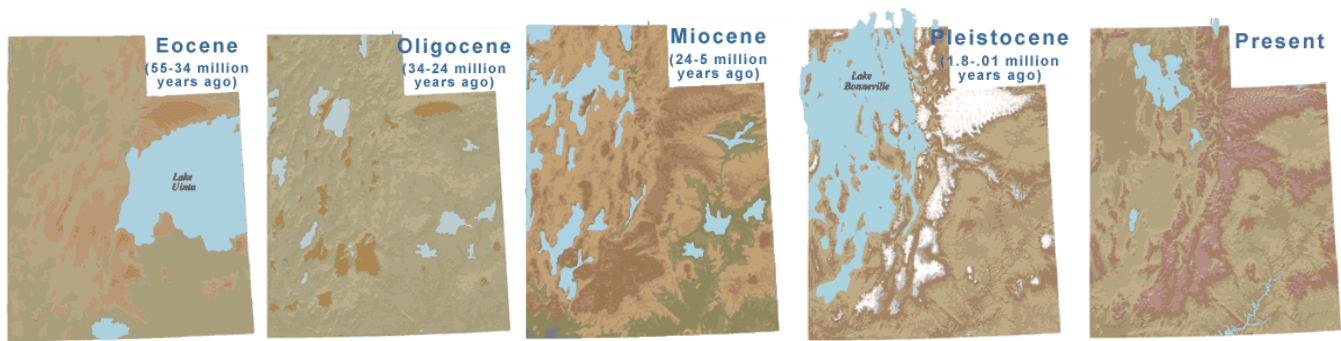 Eocene
(55-34 million
years ago)
Lake
Uinta
Oligocene
(34-24 million
years ago)
Miocene
(24-5 million
years ago)
Pleistocene
(1.8-.01 million
years ago)
Lake
Bonneville
Present